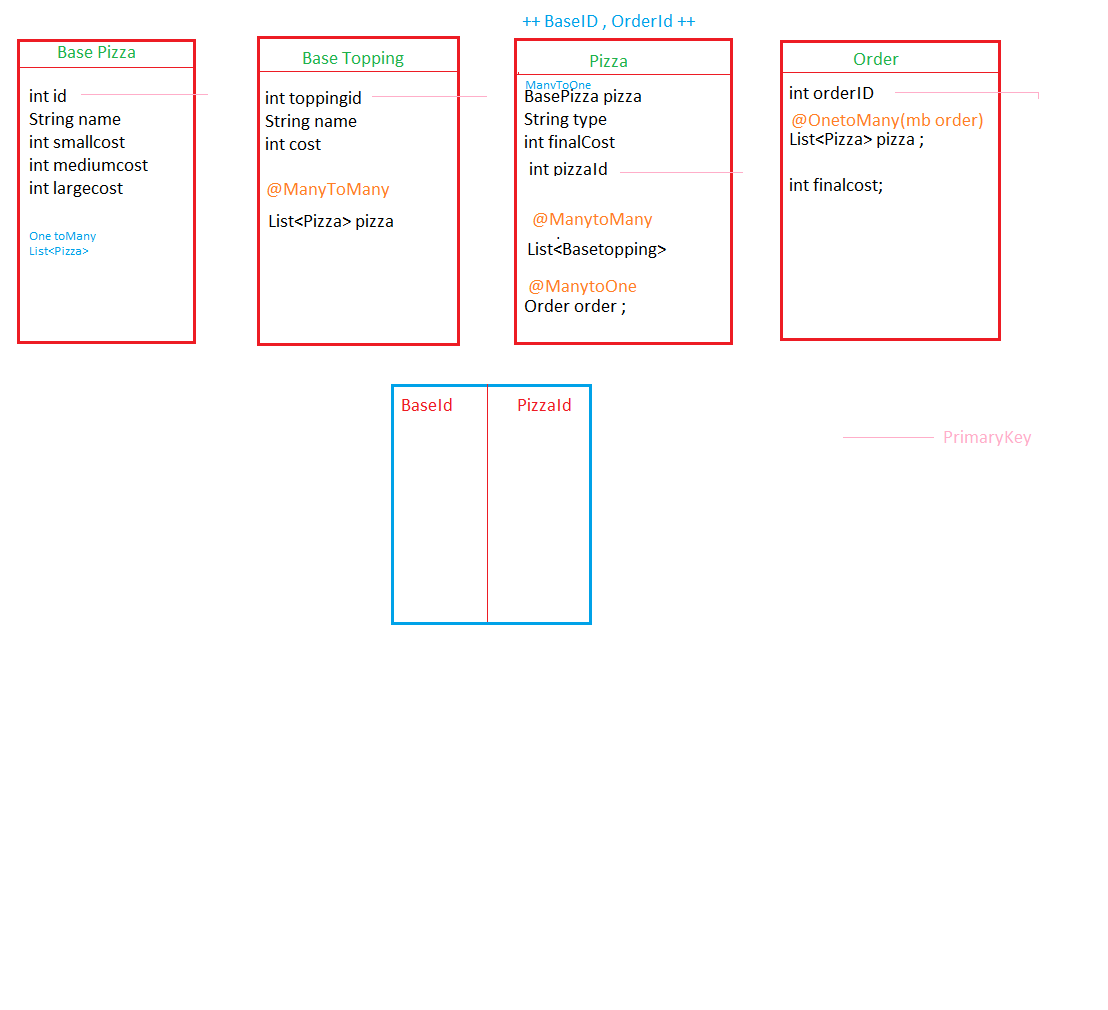 ++ BaseID , OrderId ++
Base Pizza
int id
String name
int smallcost
int mediumcost
int largecost
One toMany
List<Pizza>
Base Topping
int toppingid
String name
int cost
@ManyToMany
List<Pizza> pizza
Pizza
ManyToOne
BasePizza pizza
String type
int finalCost
int pizzaId
@ManytoMany
List<Basetopping>
@ManytoOne
Order order ;
Order
int orderID
@OnetoMany(mb order)
List<Pizza> pizza ;
int finalcost;
BaseId
PizzaId
PrimaryKey